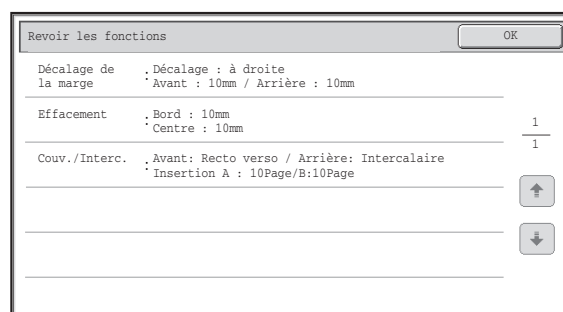 Revoir les fonctions
OK
Décalage de
la marge
: Décalage : à droite
Avant : 10mm / Arrière : 10mm
Effacement
: Bord : 10mm
Centre : 10mm
Couv./Interc.
: Avant: Recto verso / Arrière: Intercalaire
Insertion A : 10Page/B:10Page
1
1